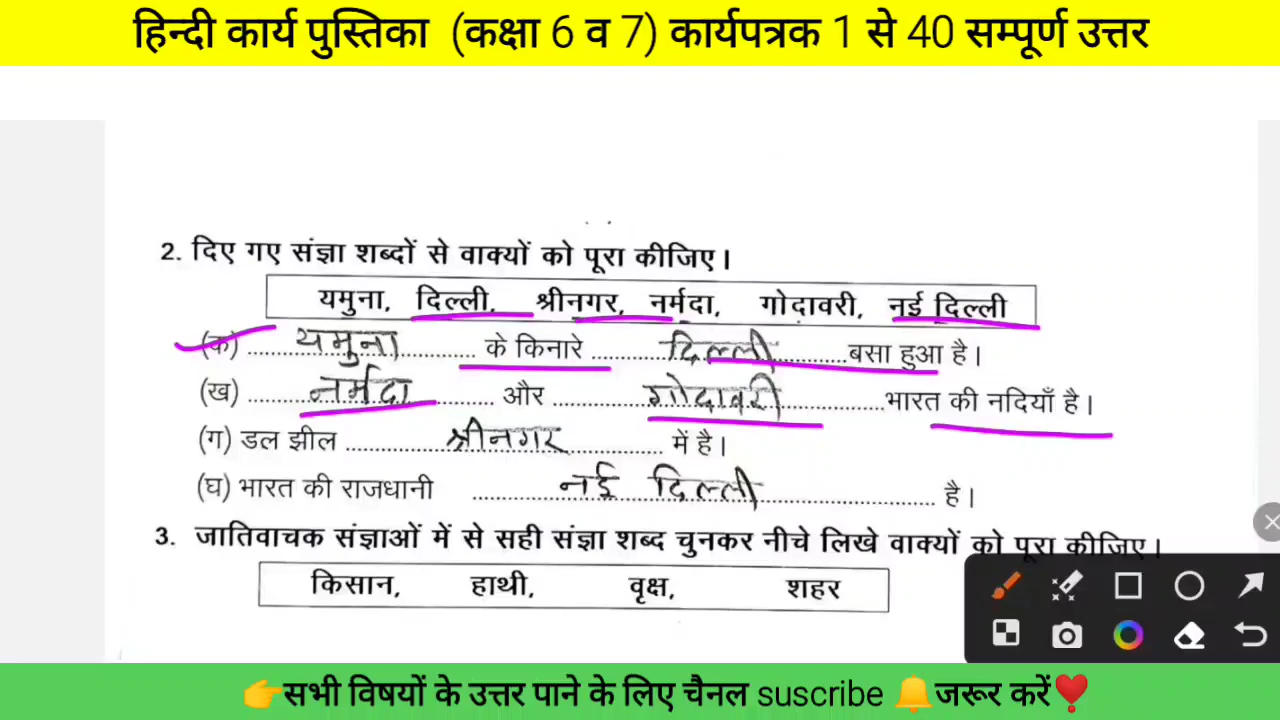 हिन्दी कार्य पुस्तिका (कक्षा 6 व 7) कार्यपत्रक 1 से 40 सम्पूर्ण उत्तर
2. दिए गए संज्ञा शब्दों से वाक्यों को पूरा कीजिए।
यमुना, दिल्ली, श्रीनगर, नर्मदा, गोदावरी, नई दिल्ली
(क) यमुना के किनारे दिल्ली बसा हुआ है।
(ख) नर्मदा और गोदावरी भारत की नदियाँ है।
(ग) डल झील श्रीनगर में है।
(घ) भारत की राजधानी नई दिल्ली है।
3. जातिवाचक संज्ञाओं में से सही संज्ञा शब्द चुनकर नीचे लिखे वाक्यों को पूरा कीजिए।
किसान, हाथी, वृक्ष, शहर
👉सभी विषयों के उत्तर पाने के लिए चैनल suscribe 🔔जरूर करें❣️